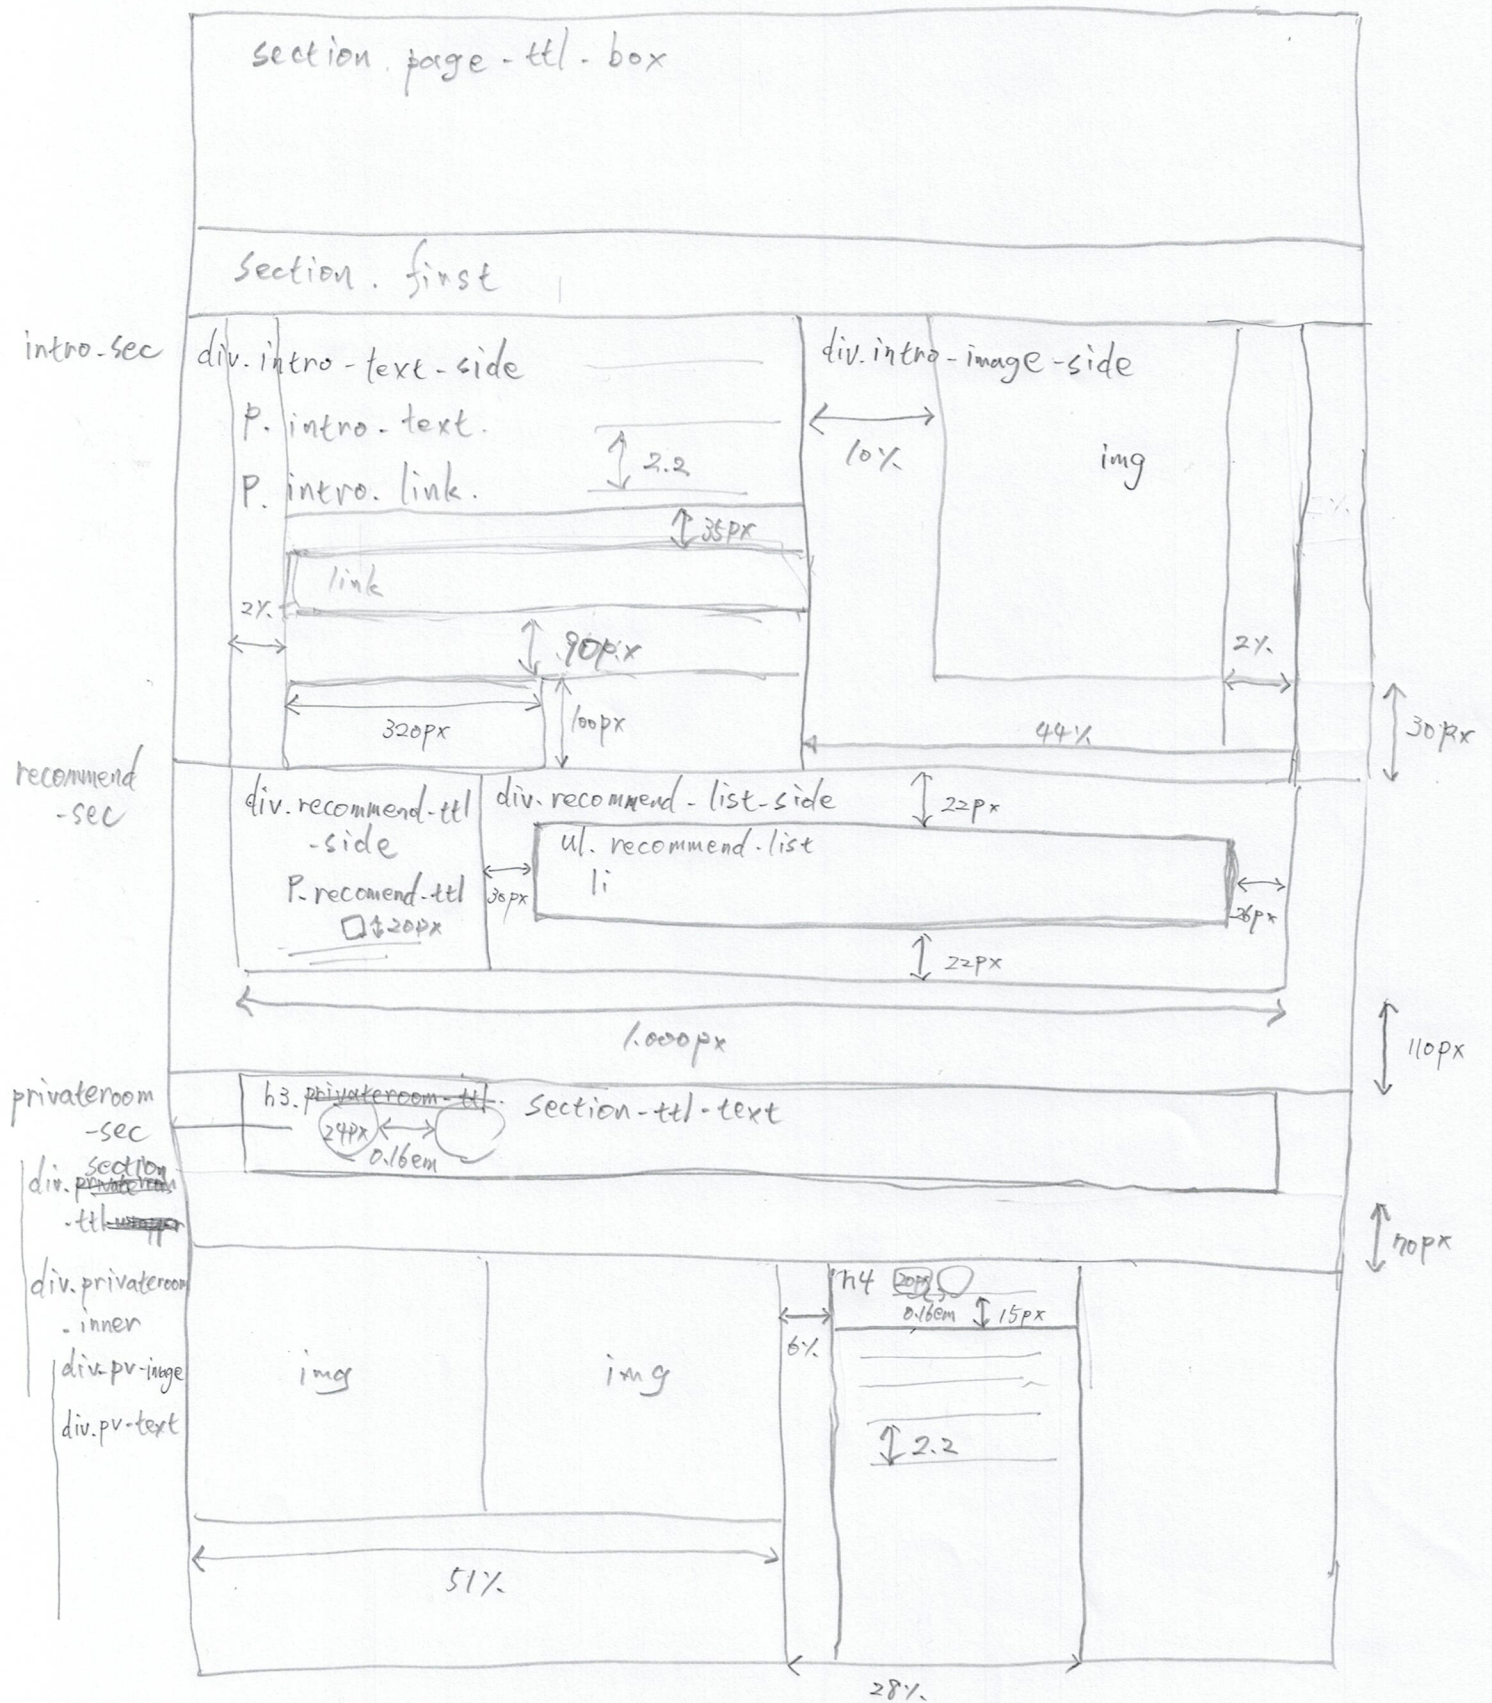 section. page-ttl-box
section. first
intro-sec
div.intro-text-side
P. intro-text.
P. intro. link.
2.2
35px
link
2%
90px
320px
100px
div.intro-image-side
10%
img
2%
44%
30px
recommend
-sec
div.recommend-ttl
-side
P.recomend-ttl
20px
div.recommend-list-side
22px
ul. recommend.list
li
30px
26px
22px
1.000px
110px
privateroom
-sec
h3. privateroom-ttl. section-ttl-text
24px
0.16em
section
div.
-ttl
70px
div.privateroom
-inner
div.pv-image
div.pv-text
img
img
51%
6%
h4 20px
0.16em
15px
2.2
28%